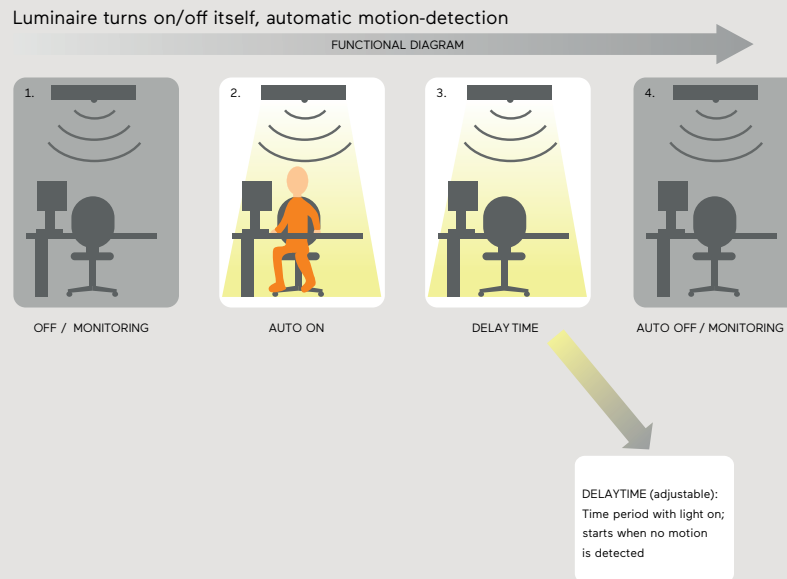 Luminaire turns on/off itself, automatic motion-detection
FUNCTIONAL DIAGRAM
1.
2.
3.
4.
OFF / MONITORING
AUTO ON
DELAY TIME
AUTO OFF / MONITORING
DELAYTIME (adjustable):
Time period with light on;
starts when no motion
is detected